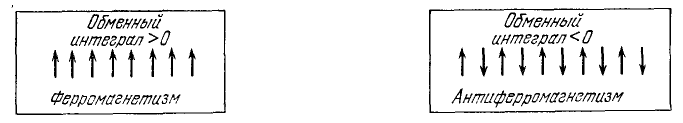 Обменный
интеграл>0
Ферромагнетизм
Обменный
интеграл<0
Антиферромагнетизм